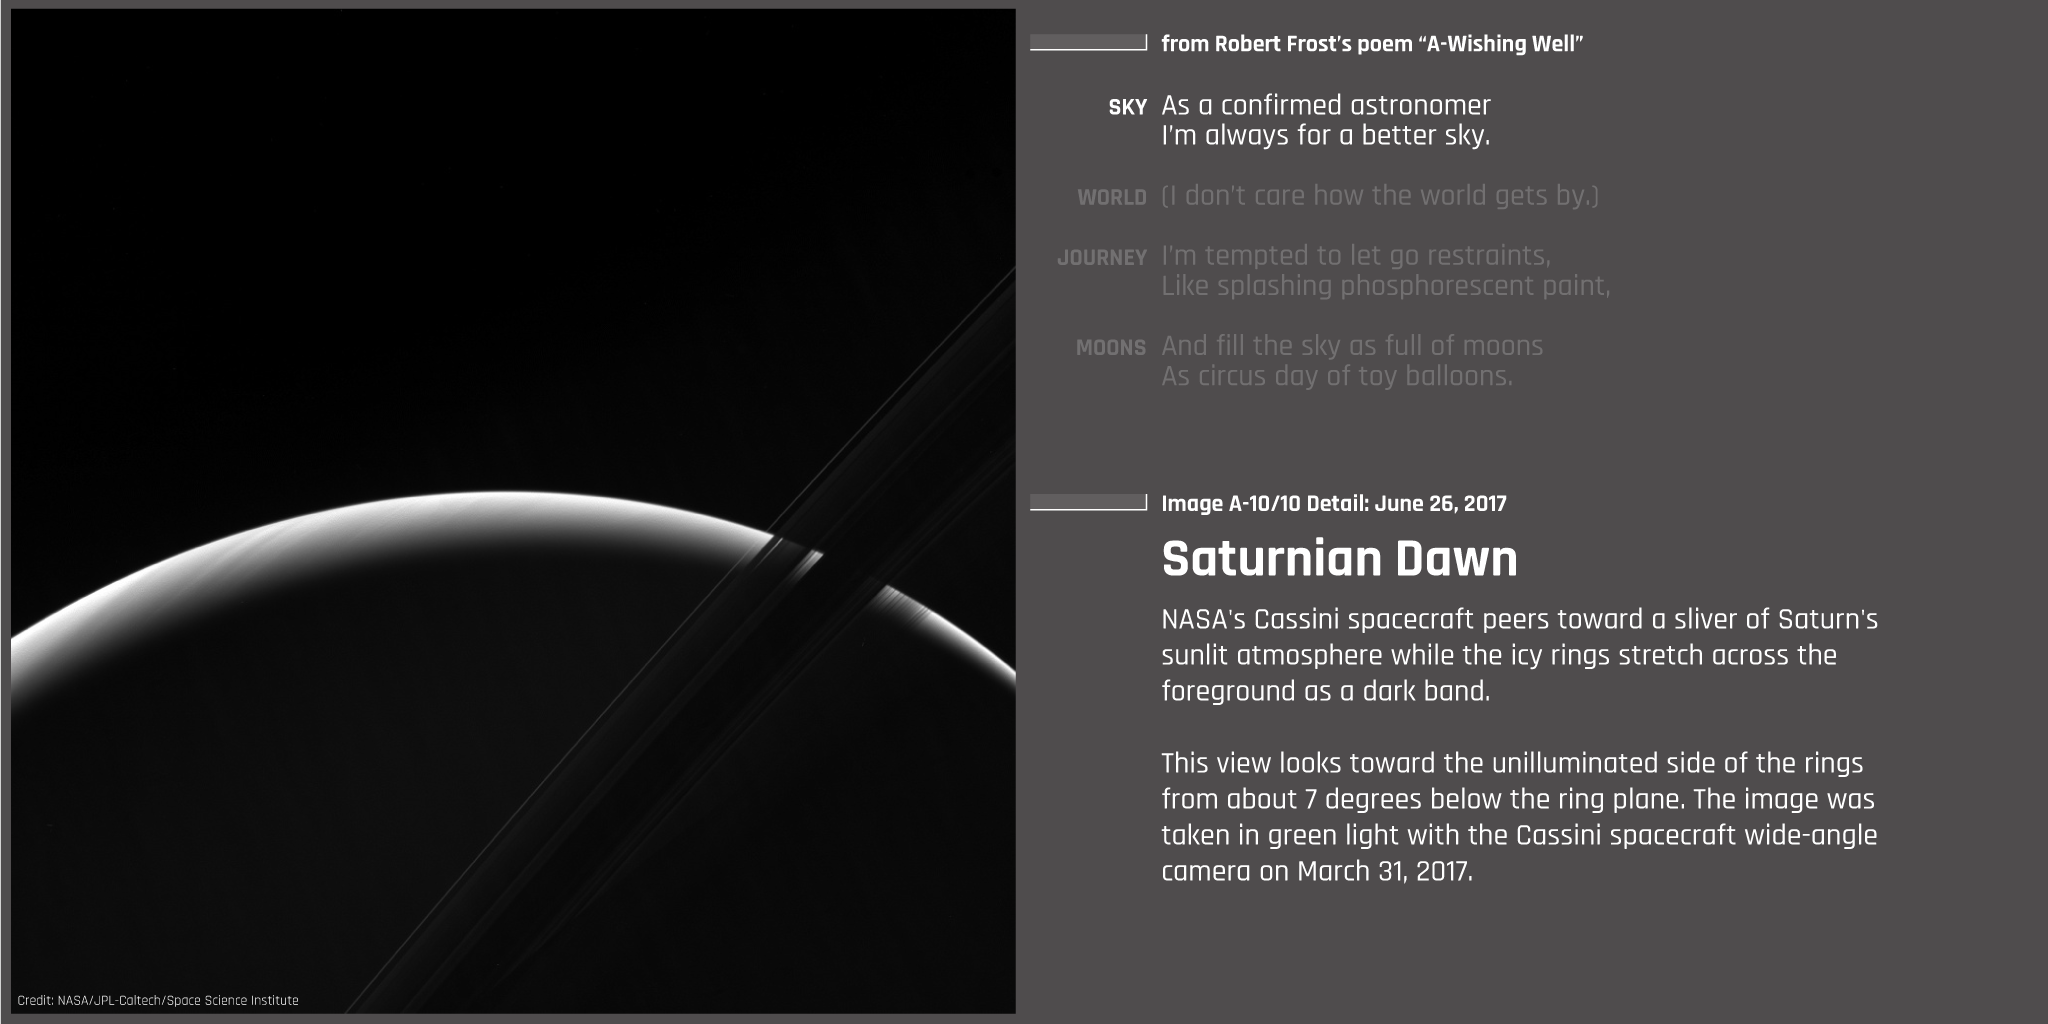 from Robert Frost’s poem “A-Wishing Well”
SKY As a confirmed astronomer
I’m always for a better sky.
WORLD (I don’t care how the world gets by.)
JOURNEY I’m tempted to let go restraints,
Like splashing phosphorescent paint,
MOONS And fill the sky as full of moons
As circus day of toy balloons.
Image A-10/10 Detail: June 26, 2017
Saturnian Dawn
NASA's Cassini spacecraft peers toward a sliver of Saturn's
sunlit atmosphere while the icy rings stretch across the
foreground as a dark band.
This view looks toward the unilluminated side of the rings
from about 7 degrees below the ring plane. The image was
taken in green light with the Cassini spacecraft wide-angle
camera on March 31, 2017.
Credit: NASA/JPL-Caltech/Space Science Institute